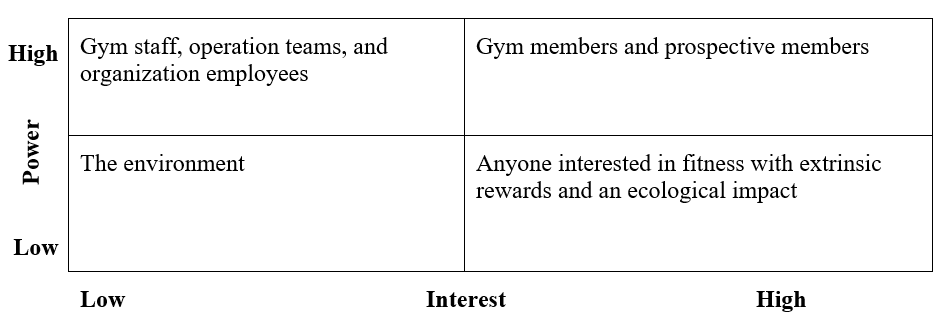 High
Gym staff, operation teams, and
organization employees
Gym members and prospective members
Power
The environment
Anyone interested in fitness with extrinsic
rewards and an ecological impact
Low
Low
Interest
High